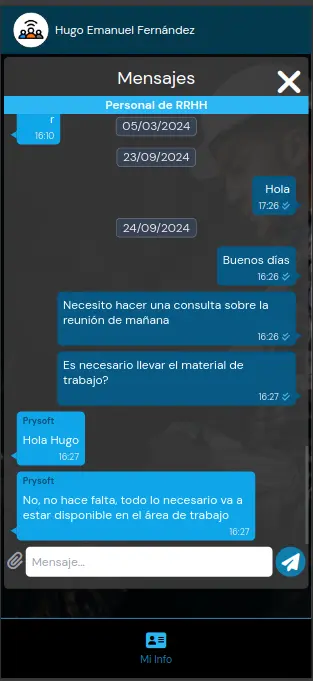 Hugo Emanuel Fernández
Mensajes
Personal de RRHH
r
16:10
05/03/2024
23/09/2024
Hola
17:26
24/09/2024
Buenos días
16:26
Necesito hacer una consulta sobre la
reunión de mañana
16:26
Es necesario llevar el material de
trabajo?
16:27
Prysoft
Hola Hugo
16:27
Prysoft
No, no hace falta, todo lo necesario va a
estar disponible en el área de trabajo
16:27
Mensaje...
Mi Info